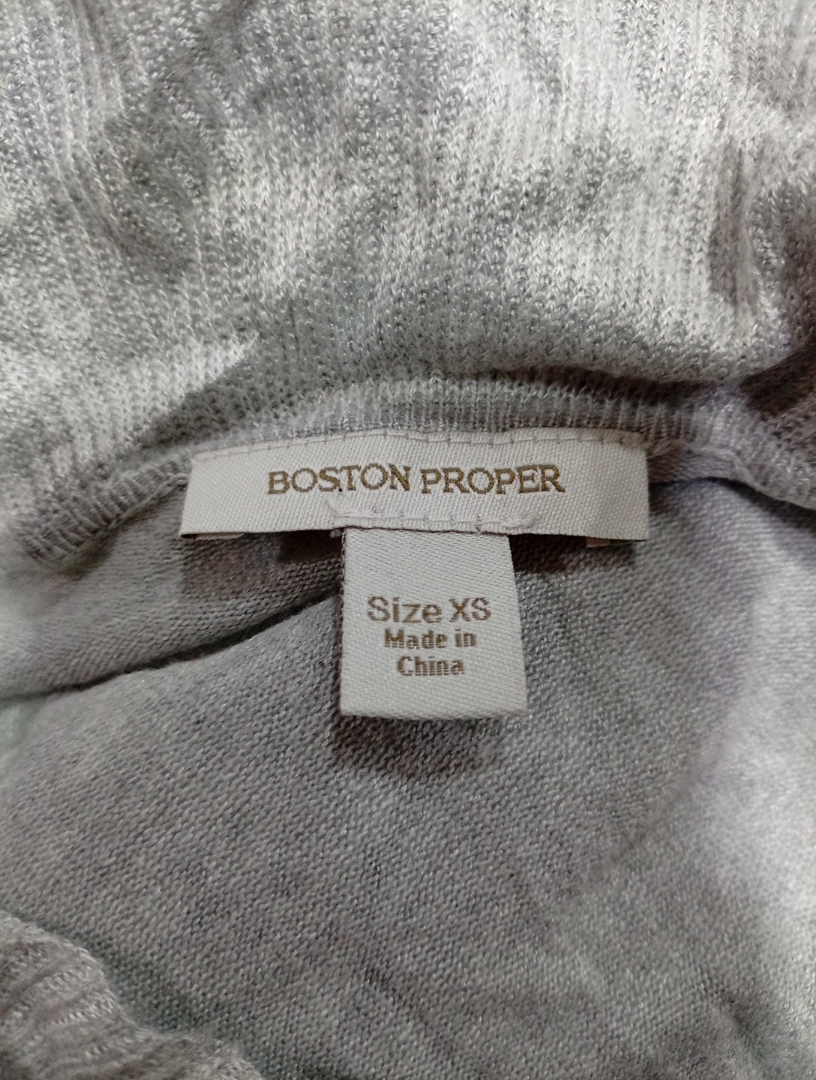 BOSTON PROPER
Size XS
Made in
China